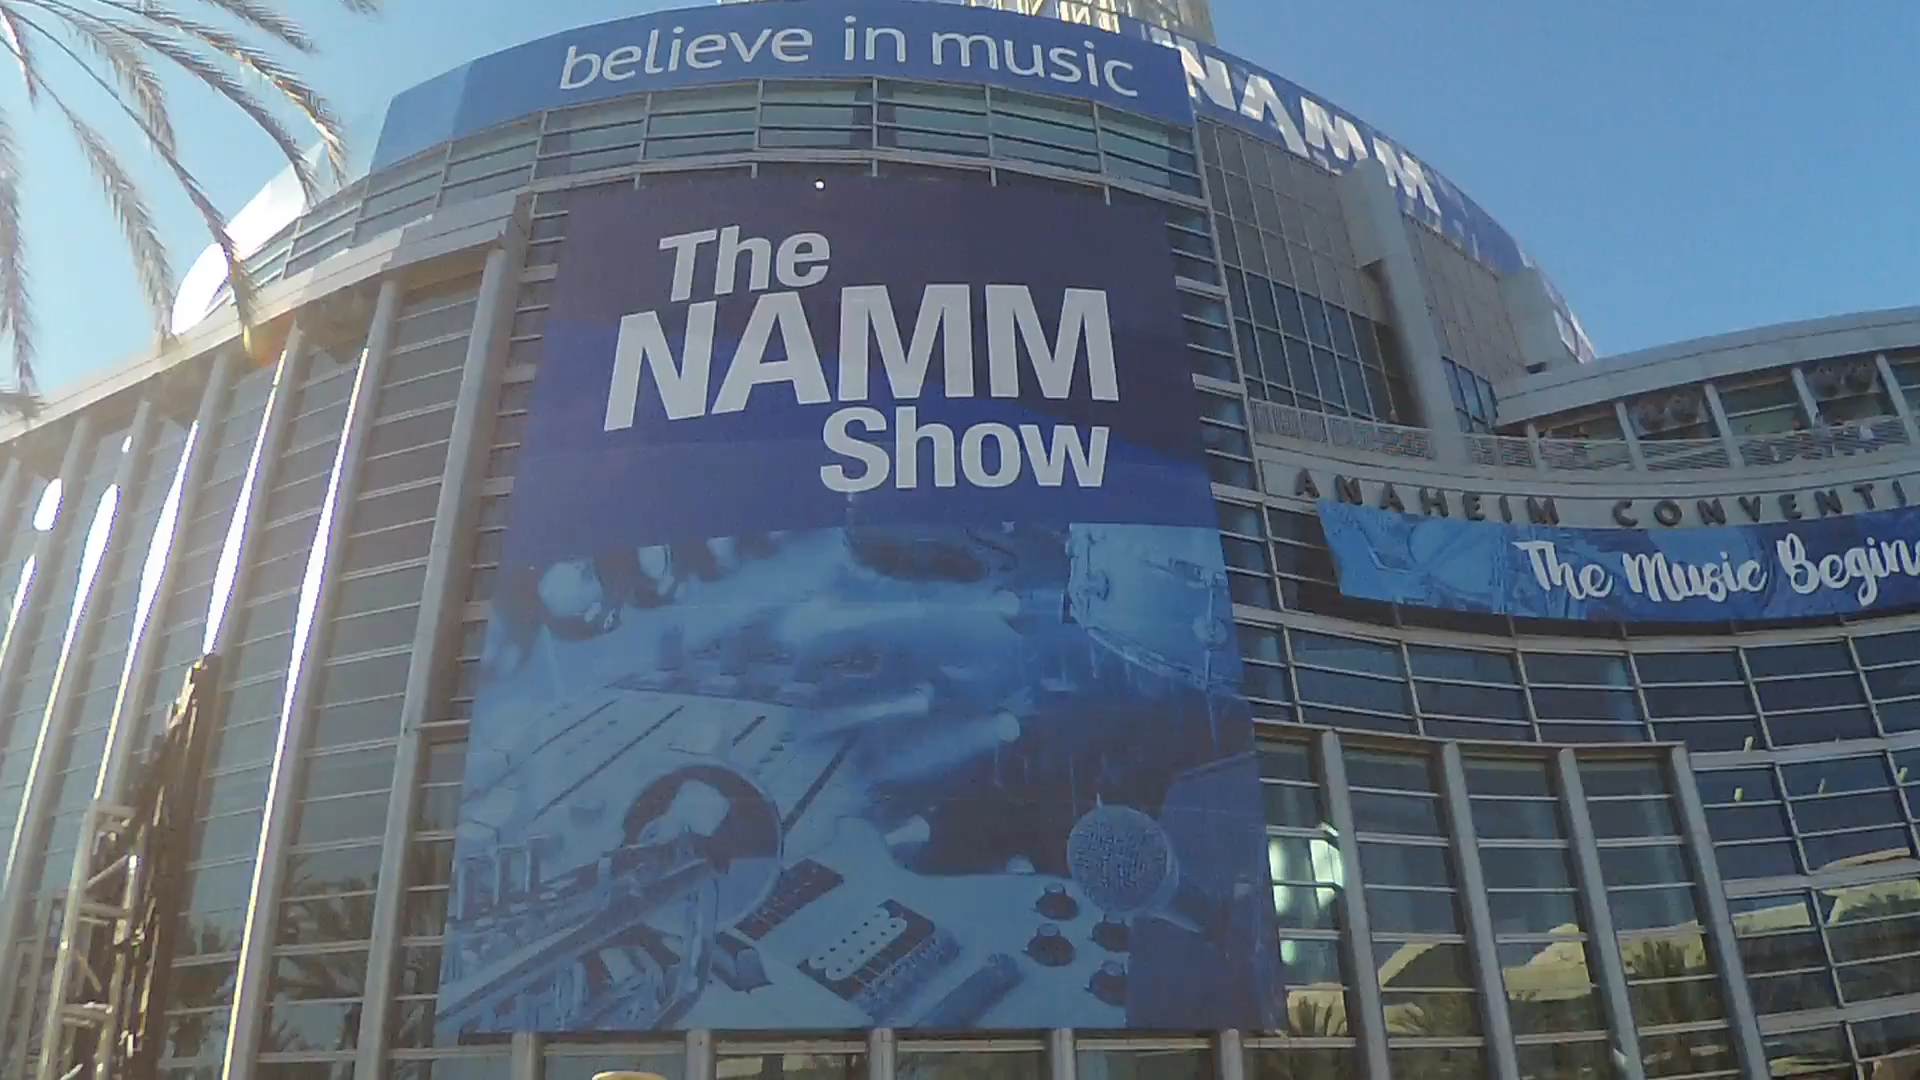 believe in music
NAMM
The
NAMM
Show
ANAHEIM CONVENTI
The Music Begin